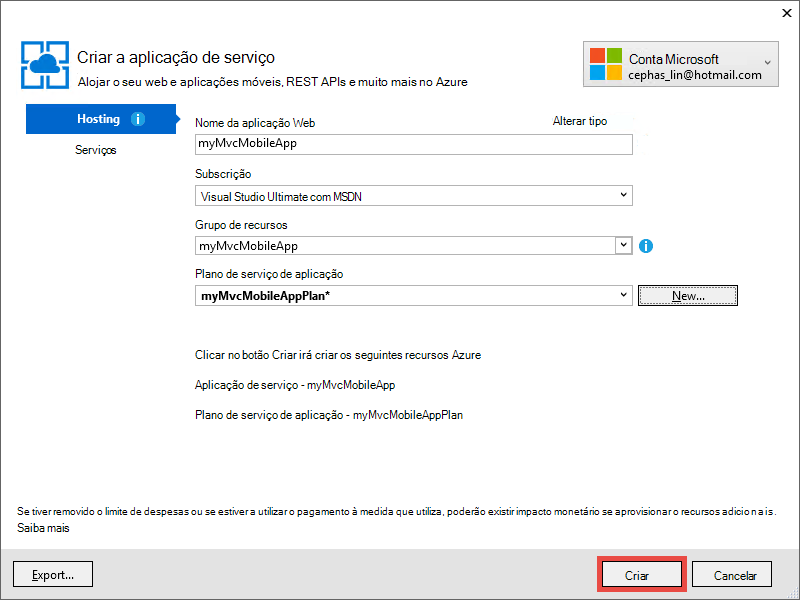 Criar a aplicação de serviço
Alojar o seu web e aplicações móveis, REST APIs e muito mais no Azure
Conta Microsoft
cephas_lin@hotmail.com
Hosting
Serviços
Nome da aplicação Web
Alterar tipo
myMvcMobileApp
Subscrição
Visual Studio Ultimate com MSDN
Grupo de recursos
myMvcMobileApp
Plano de serviço de aplicação
myMvcMobileAppPlan*
New...
Clicar no botão Criar irá criar os seguintes recursos Azure
Aplicação de serviço - myMvcMobileApp
Plano de serviço de aplicação - myMvcMobileAppPlan
Se tiver removido o limite de despesas ou se estiver a utilizar o pagamento à medida que utiliza, poderão existir impacto monetário se aprovisionar o recursos adicionais.
Saiba mais
Export...
Criar
Cancelar